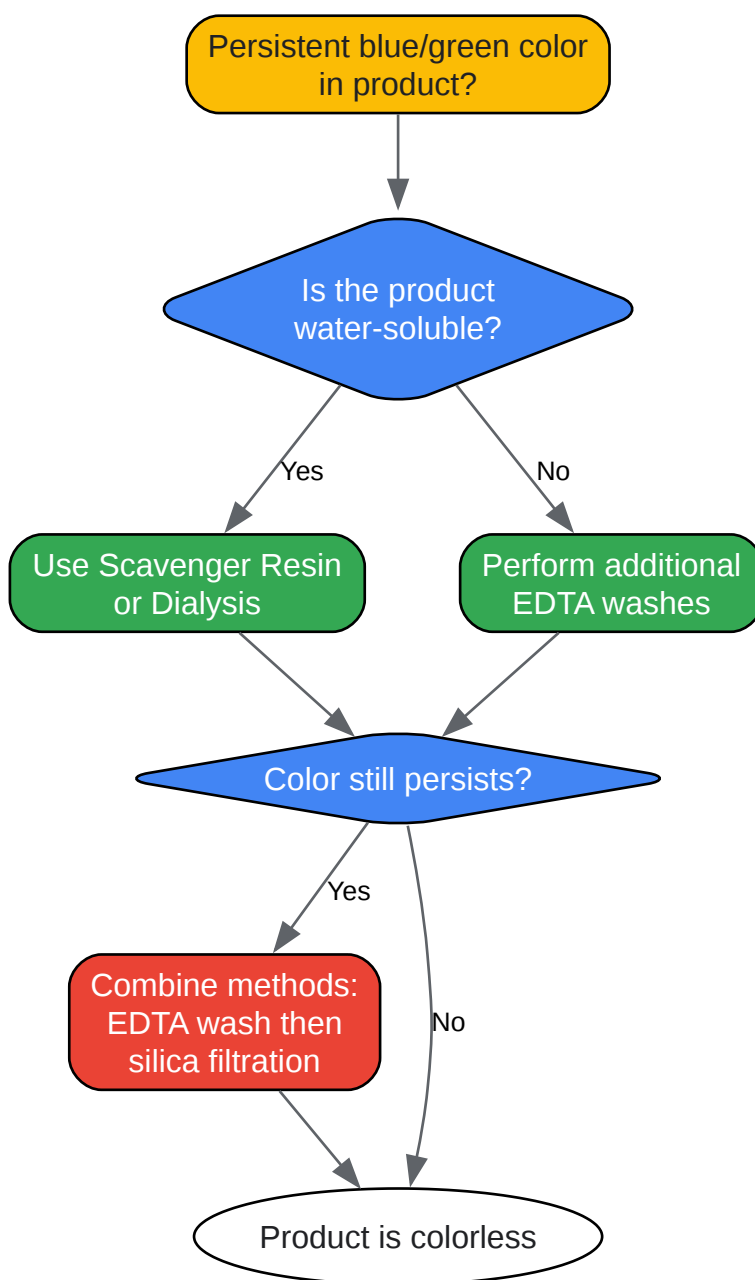 Persistent blue/green color
in product?
Is the product
water-soluble?
Yes
No
Use Scavenger Resin
or Dialysis
Perform additional
EDTA washes
Color still persists?
Yes
Combine methods:
EDTA wash then
silica filtration
No
Product is colorless